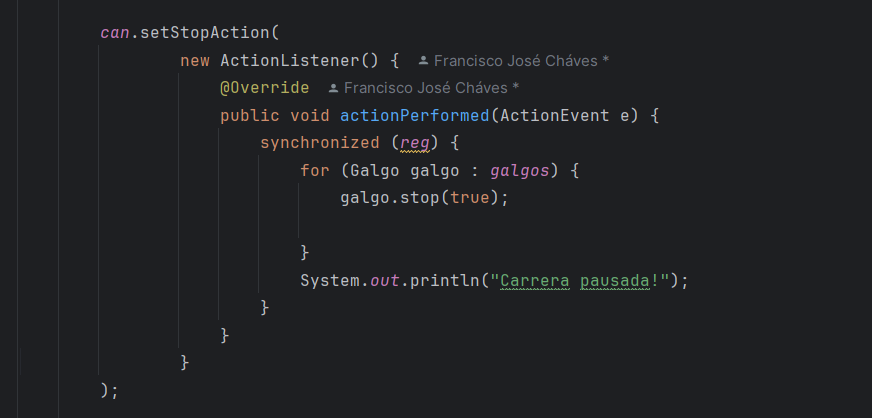 can.setStopAction(
new ActionListener() { Francisco José Cháves *
@Override Francisco José Cháves *
public void actionPerformed(ActionEvent e) {
synchronized (reg) {
for (Galgo galgo : galgos) {
galgo.stop(true);
}
System.out.println("Carrera pausada!");
}
}
}
);